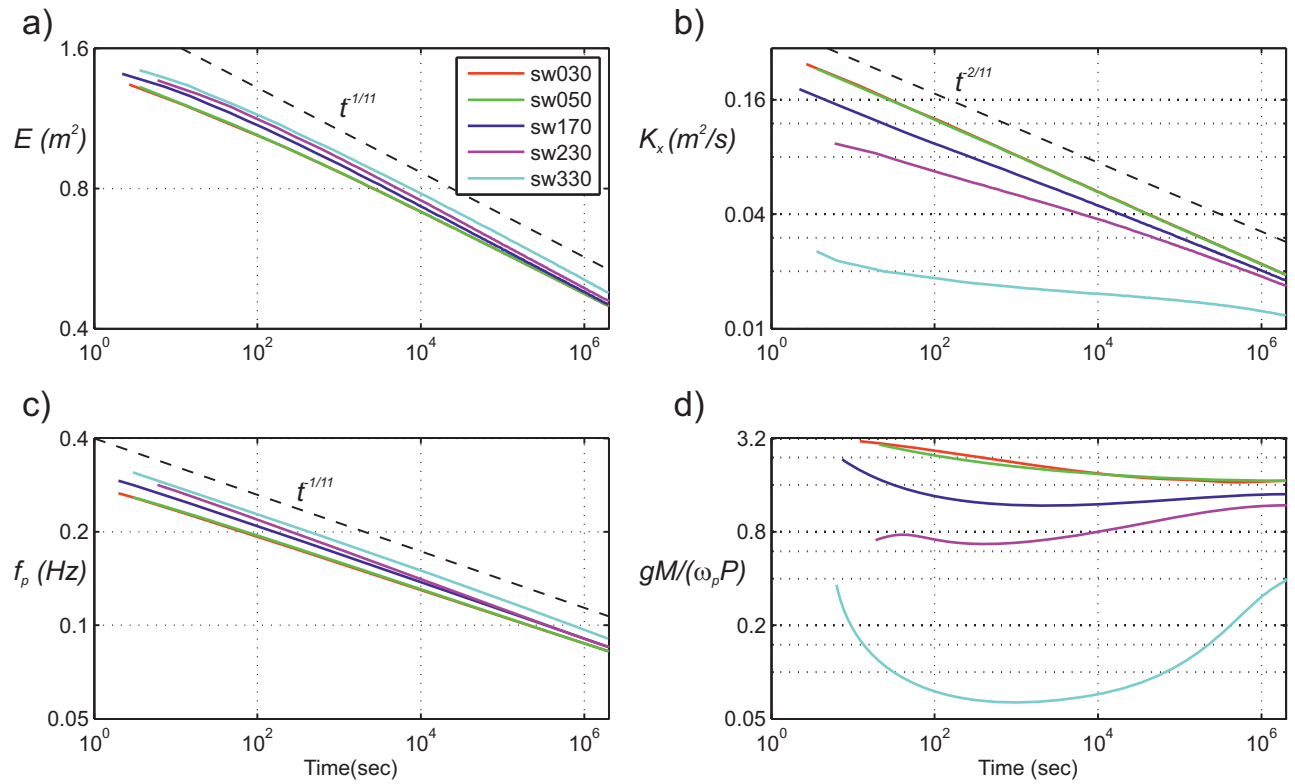 a)
1.6
0.8
0.4
E (m²)
t⁻¹/¹¹
sw030
sw050
sw170
sw230
sw330
10⁰ 10² 10⁴ 10⁶
b)
0.16
0.04
0.01
Kₓ (m²/s)
t⁻²/¹¹
10⁰ 10² 10⁴ 10⁶
c)
0.4
0.2
0.1
0.05
fₚ (Hz)
t⁻¹/¹¹
10⁰ 10² 10⁴ 10⁶
Time(sec)
d)
3.2
0.8
0.2
0.05
gM/(ωₚP)
10⁰ 10² 10⁴ 10⁶
Time (sec)